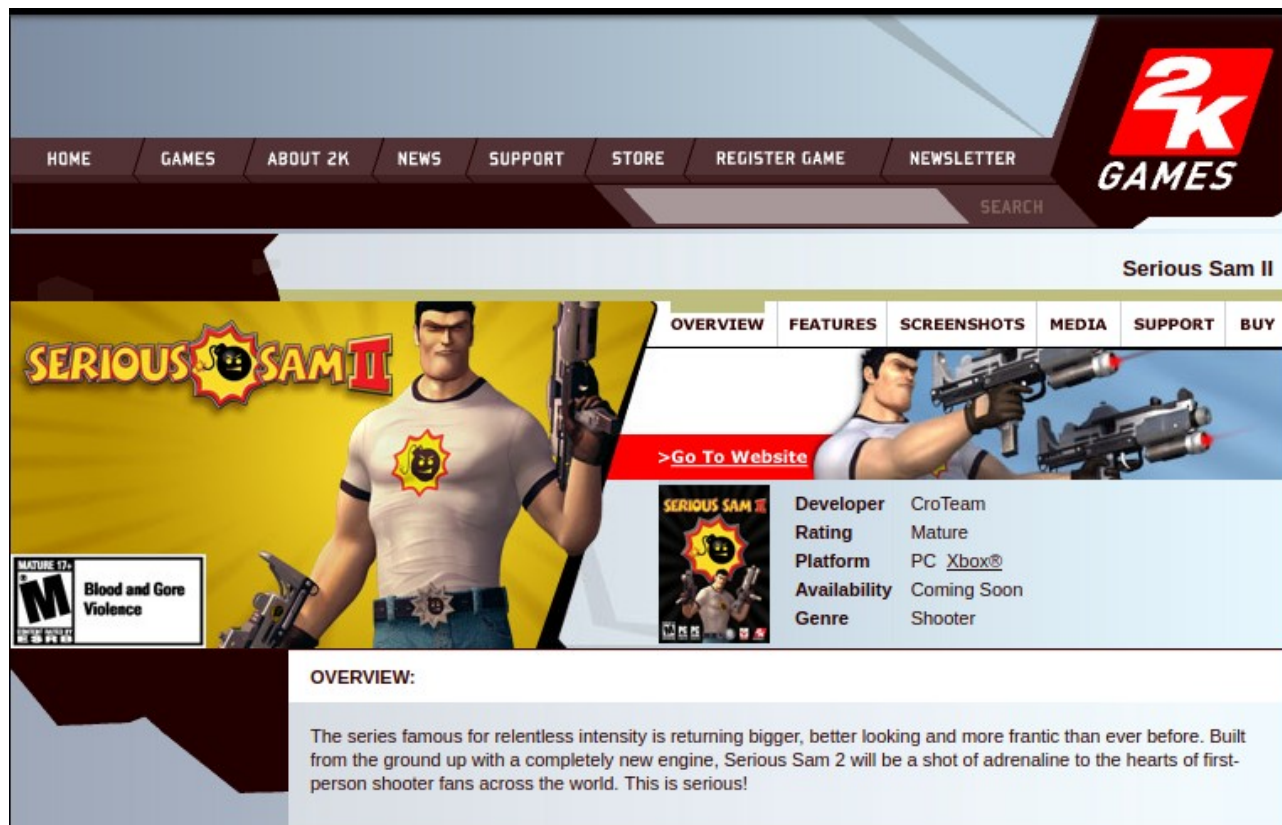 2K
GAMES
HOME GAMES ABOUT 2K NEWS SUPPORT STORE REGISTER GAME NEWSLETTER
SEARCH
Serious Sam II
SERIOUS SAM II
OVERVIEW FEATURES SCREENSHOTS MEDIA SUPPORT BUY
>Go To Website
SERIOUS SAM II
Developer CroTeam
Rating Mature
Platform PC Xbox®
Availability Coming Soon
Genre Shooter
MATURE 17+
M
Blood and Gore
Violence
CONTENT RATED BY
ESRB
OVERVIEW:
The series famous for relentless intensity is returning bigger, better looking and more frantic than ever before. Built
from the ground up with a completely new engine, Serious Sam 2 will be a shot of adrenaline to the hearts of first-
person shooter fans across the world. This is serious!